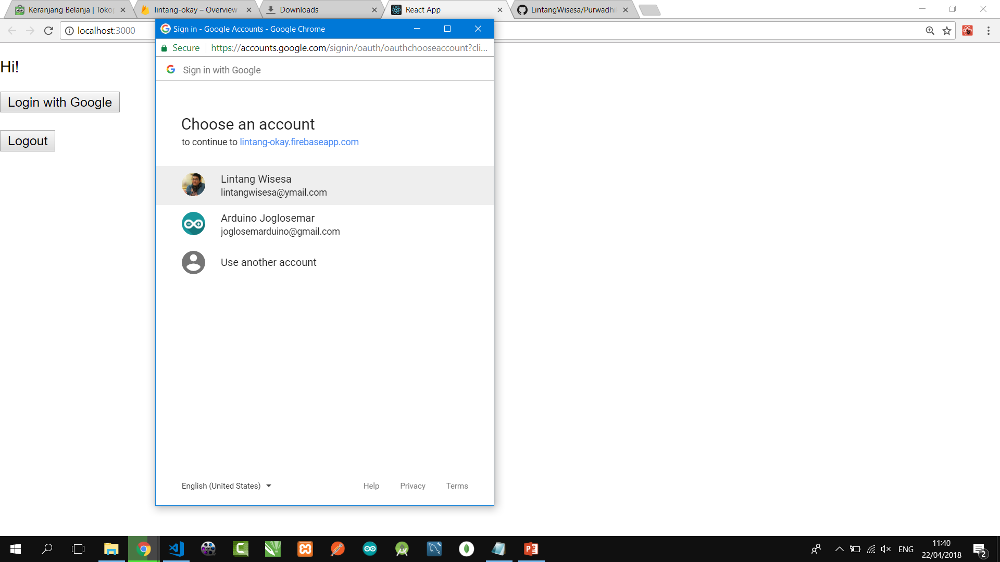 Keranjang Belanja | Toko
lintang-okay – Overview
Downloads
React App
LintangWisesa/Purwadhi
localhost:3000
Sign in - Google Accounts - Google Chrome
Secure
https://accounts.google.com/signin/oauth/oauthchooseaccount?cli...
Sign in with Google
Hi!
Login with Google
Logout
Choose an account
to continue to lintang-okay.firebaseapp.com
Lintang Wisesa
lintangwisesa@ymail.com
Arduino Joglosemar
joglosemarduino@gmail.com
Use another account
English (United States)
Help
Privacy
Terms
ENG
11:40
22/04/2018
2